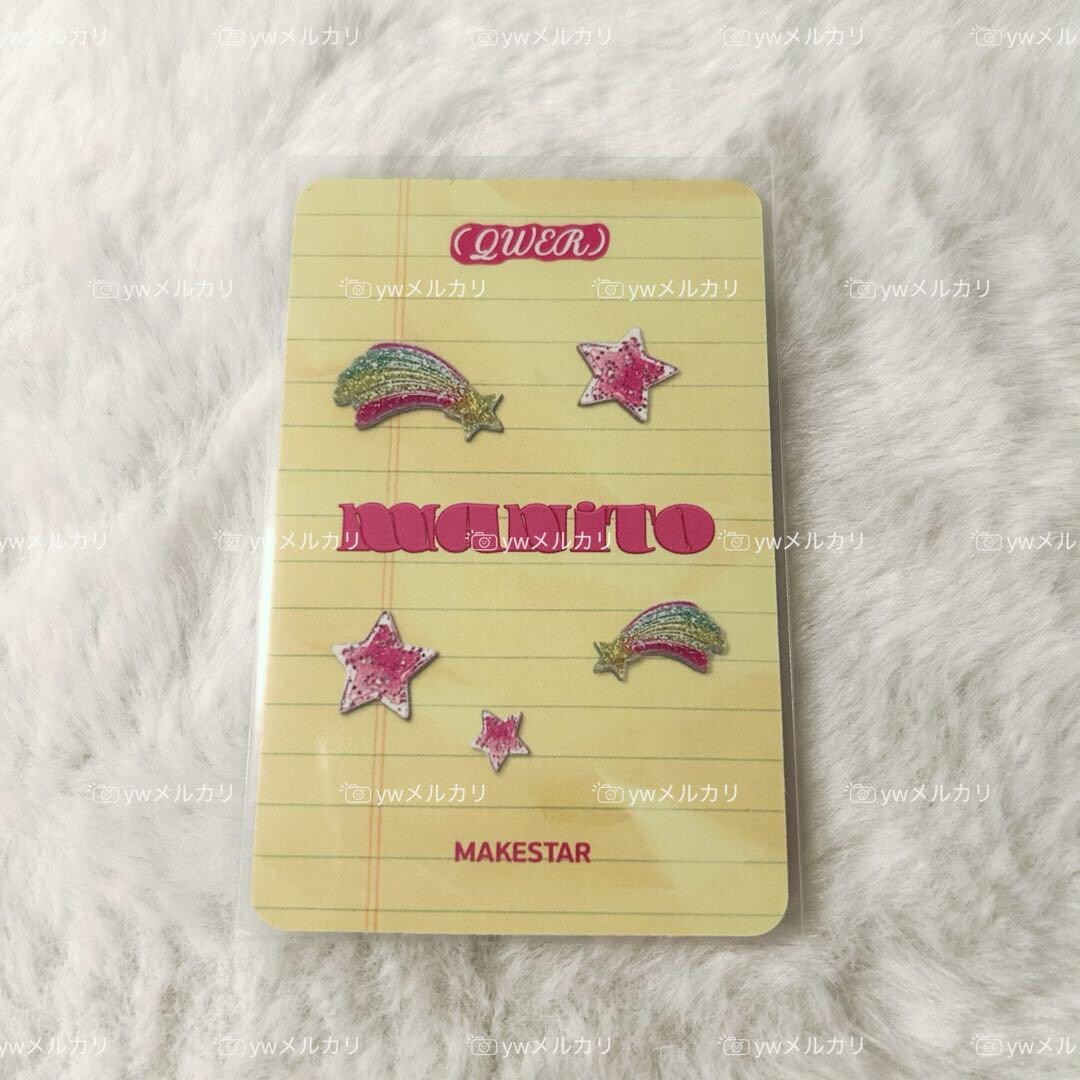 (QWER)
manito
MAKESTAR
ywメルカリ